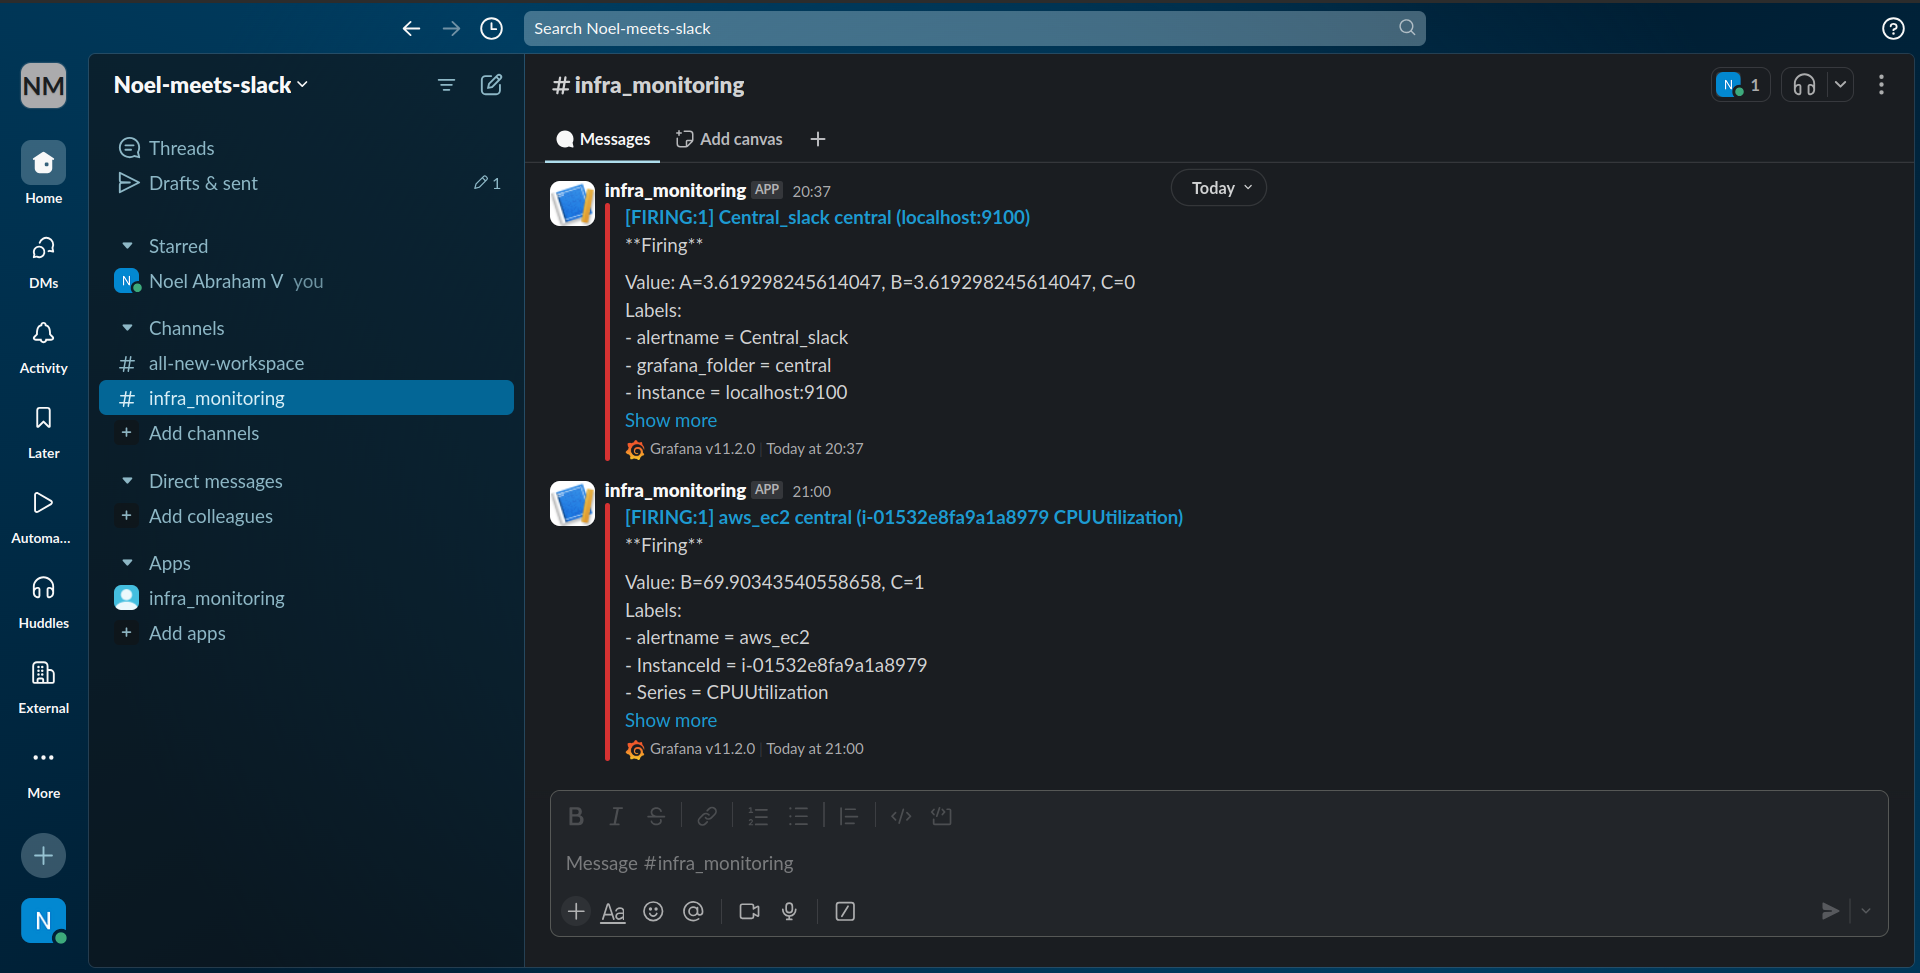 Search Noel-meets-slack
NM
Home
DMs
Activity
Later
Automa...
Huddles
External
More
N
Noel-meets-slack
Threads
Drafts & sent 1
Starred
N Noel Abraham V you
Channels
# all-new-workspace
# infra_monitoring
+ Add channels
Direct messages
+ Add colleagues
Apps
infra_monitoring
+ Add apps
# infra_monitoring
N 1
Messages Add canvas +
Today
infra_monitoring APP 20:37
[FIRING:1] Central_slack central (localhost:9100)
**Firing**
Value: A=3.619298245614047, B=3.619298245614047, C=0
Labels:
- alertname = Central_slack
- grafana_folder = central
- instance = localhost:9100
Show more
Grafana v11.2.0 | Today at 20:37
infra_monitoring APP 21:00
[FIRING:1] aws_ec2 central (i-01532e8fa9a1a8979 CPUUtilization)
**Firing**
Value: B=69.90343540558658, C=1
Labels:
- alertname = aws_ec2
- InstanceId = i-01532e8fa9a1a8979
- Series = CPUUtilization
Show more
Grafana v11.2.0 | Today at 21:00
B I S
Message #infra_monitoring
+ Aa @